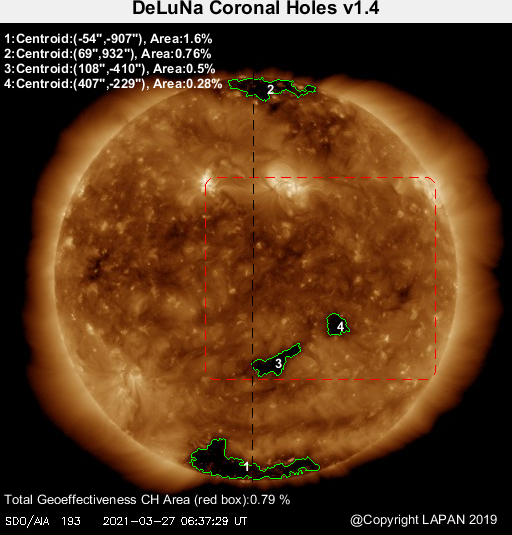 DeLuNa Coronal Holes v1.4
1:Centroid:(-54",-907"), Area:1.6%
2:Centroid:(69",932"), Area:0.76%
3:Centroid:(108",-410"), Area:0.5%
4:Centroid:(407",-229"), Area:0.28%
2
4
3
1
Total Geoeffectiveness CH Area (red box):0.79 %
SDO/AIA 193 2021-03-27 06:37:29 UT
@Copyright LAPAN 2019